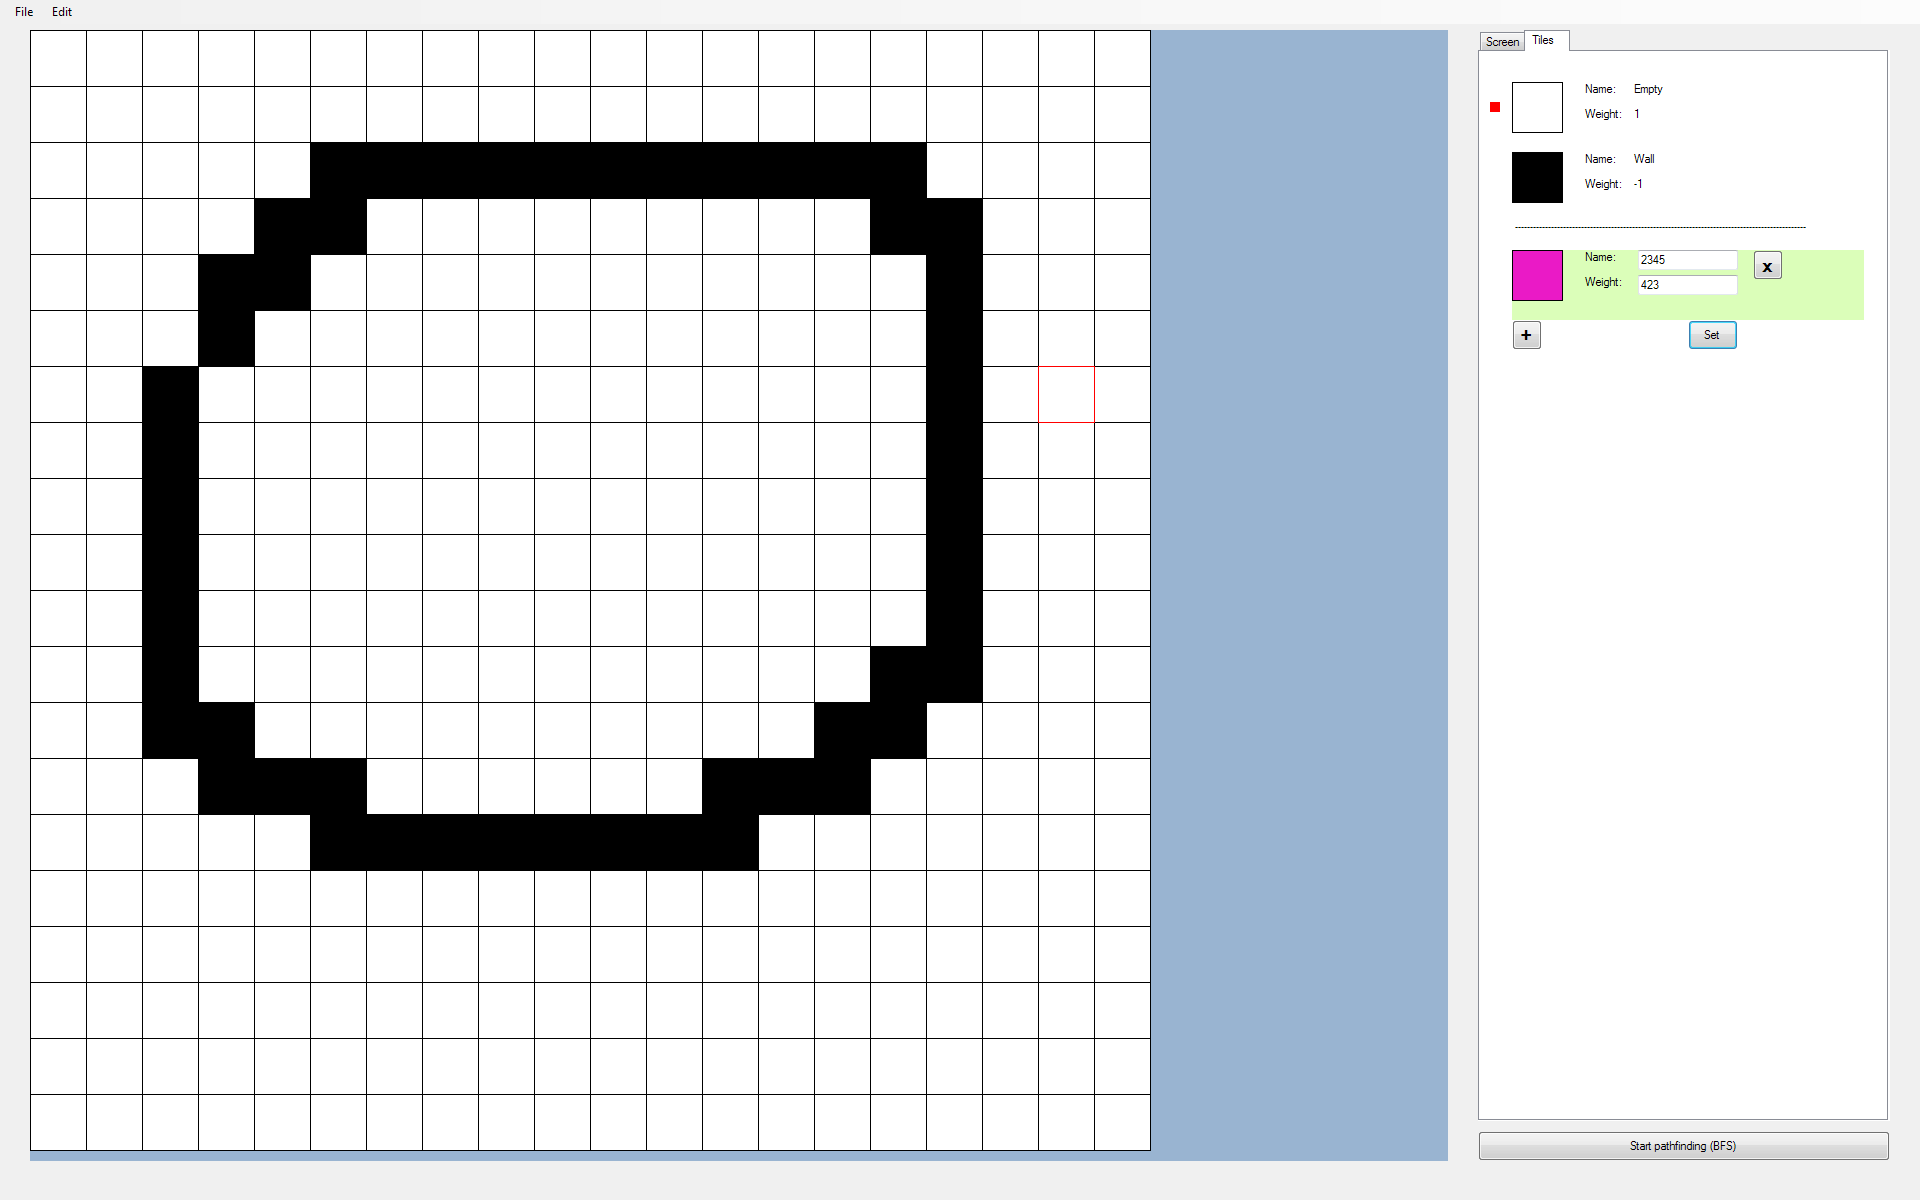 File Edit
Screen Tiles
Name: Empty
Weight: 1
Name: Wall
Weight: -1
Name: 2345
x
Weight: 423
+ Set
Start pathfinding (BFS)